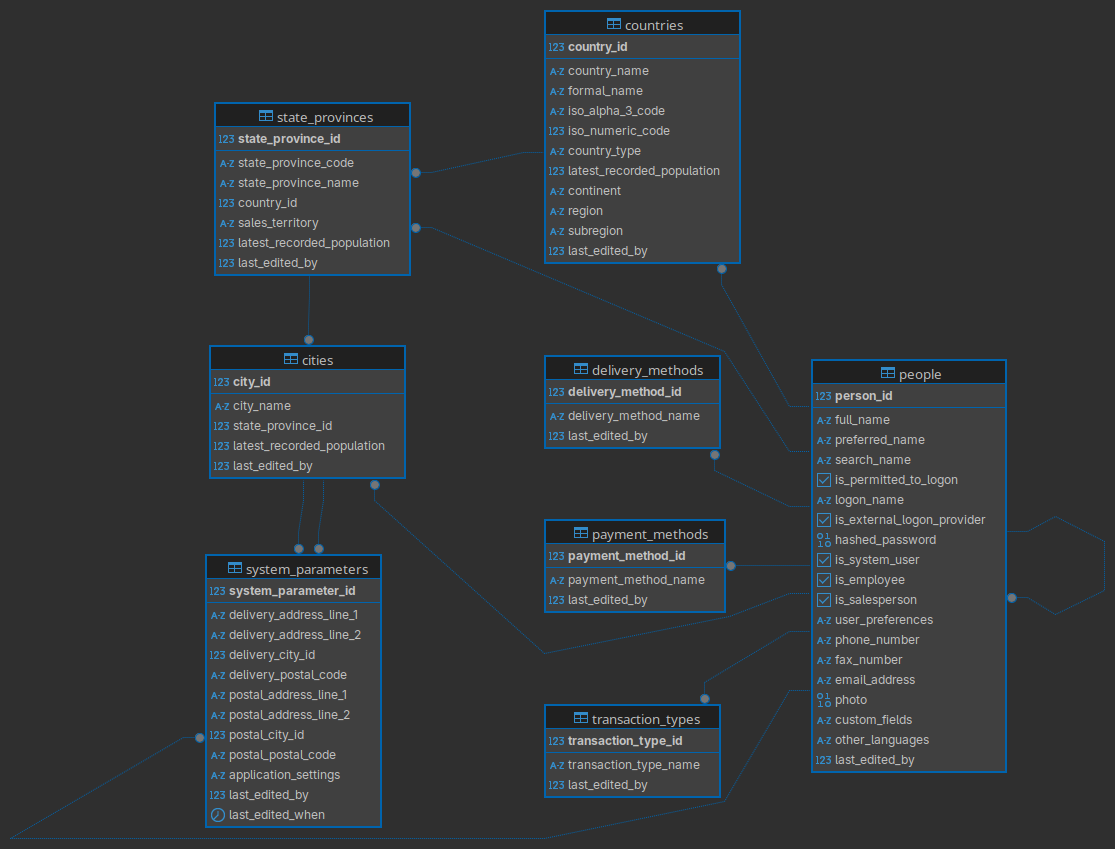 countries
123 country_id
A-Z country_name
A-Z formal_name
A-Z iso_alpha_3_code
123 iso_numeric_code
A-Z country_type
123 latest_recorded_population
A-Z continent
A-Z region
A-Z subregion
123 last_edited_by
state_provinces
123 state_province_id
A-Z state_province_code
A-Z state_province_name
123 country_id
A-Z sales_territory
123 latest_recorded_population
123 last_edited_by
cities
123 city_id
A-Z city_name
123 state_province_id
123 latest_recorded_population
123 last_edited_by
delivery_methods
123 delivery_method_id
A-Z delivery_method_name
123 last_edited_by
people
123 person_id
A-Z full_name
A-Z preferred_name
A-Z search_name
is_permitted_to_logon
A-Z logon_name
is_external_logon_provider
hashed_password
is_system_user
is_employee
is_salesperson
A-Z user_preferences
A-Z phone_number
A-Z fax_number
A-Z email_address
photo
A-Z custom_fields
A-Z other_languages
123 last_edited_by
payment_methods
123 payment_method_id
A-Z payment_method_name
123 last_edited_by
system_parameters
123 system_parameter_id
A-Z delivery_address_line_1
A-Z delivery_address_line_2
123 delivery_city_id
A-Z delivery_postal_code
A-Z postal_address_line_1
A-Z postal_address_line_2
123 postal_city_id
A-Z postal_postal_code
A-Z application_settings
123 last_edited_by
last_edited_when
transaction_types
123 transaction_type_id
A-Z transaction_type_name
123 last_edited_by